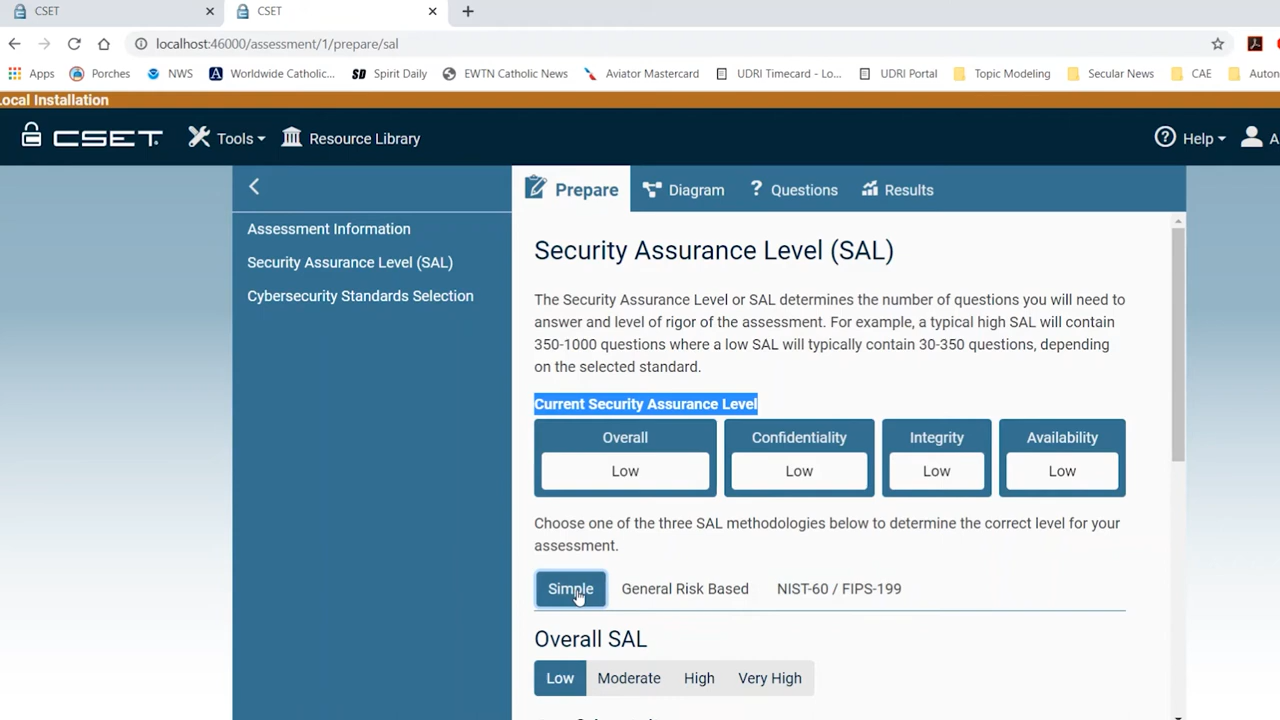 CSET
CSET
localhost:46000/assessment/1/prepare/sal
Apps Porches NWS Worldwide Catholic... Spirit Daily EWTN Catholic News Aviator Mastercard UDRI Timecard - Lo... UDRI Portal Topic Modeling Secular News CAE Auton
Local Installation
CSET Tools Resource Library Help A
Prepare Diagram ? Questions Results
Assessment Information
Security Assurance Level (SAL)
Cybersecurity Standards Selection
Security Assurance Level (SAL)
The Security Assurance Level or SAL determines the number of questions you will need to
answer and level of rigor of the assessment. For example, a typical high SAL will contain
350-1000 questions where a low SAL will typically contain 30-350 questions, depending
on the selected standard.
Current Security Assurance Level
Overall Confidentiality Integrity Availability
Low Low Low Low
Choose one of the three SAL methodologies below to determine the correct level for your
assessment.
Simple General Risk Based NIST-60 / FIPS-199
Overall SAL
Low Moderate High Very High